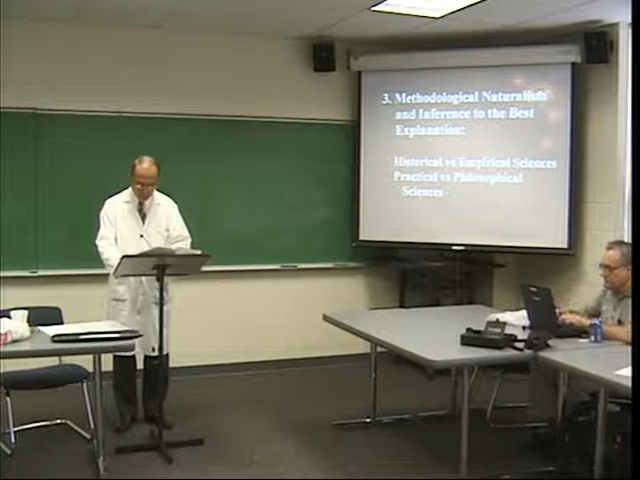 3. Methodological Naturalism
and Inference to the Best
Explanation:
Historical vs Empirical Sciences
Practical vs Philosophical
Sciences